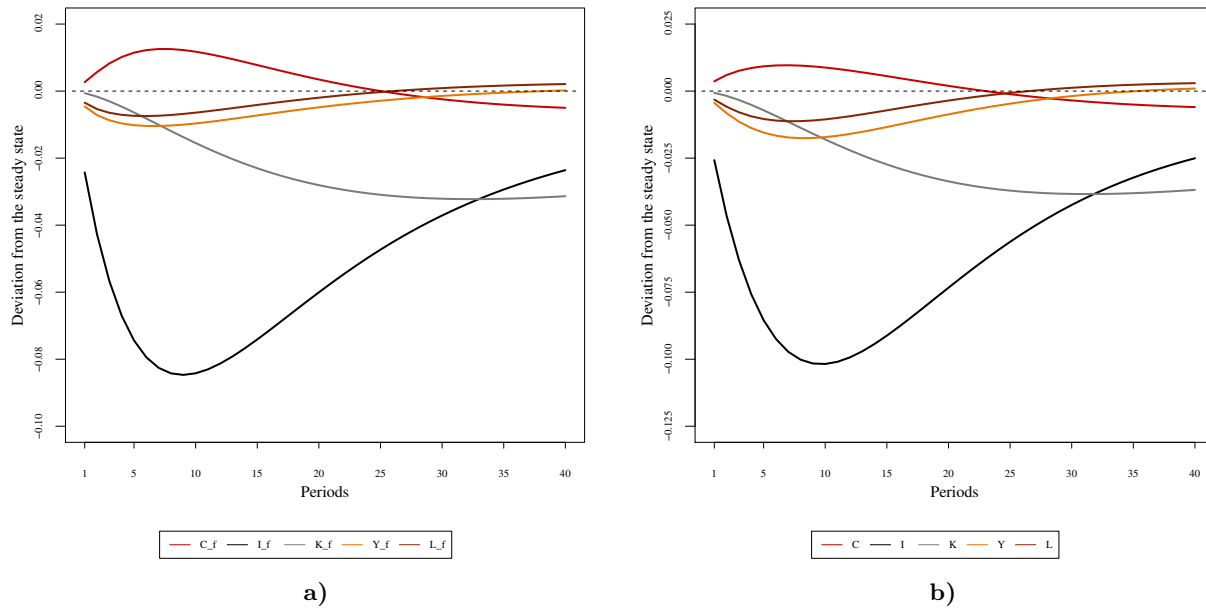 0.02
0.00
−0.02
−0.04
−0.06
−0.08
−0.10
Deviation from the steady state
1 5 10 15 20 25 30 35 40
Periods
C_f I_f K_f Y_f L_f
a)
0.025
0.000
−0.025
−0.050
−0.075
−0.100
−0.125
Deviation from the steady state
1 5 10 15 20 25 30 35 40
Periods
C I K Y L
b)